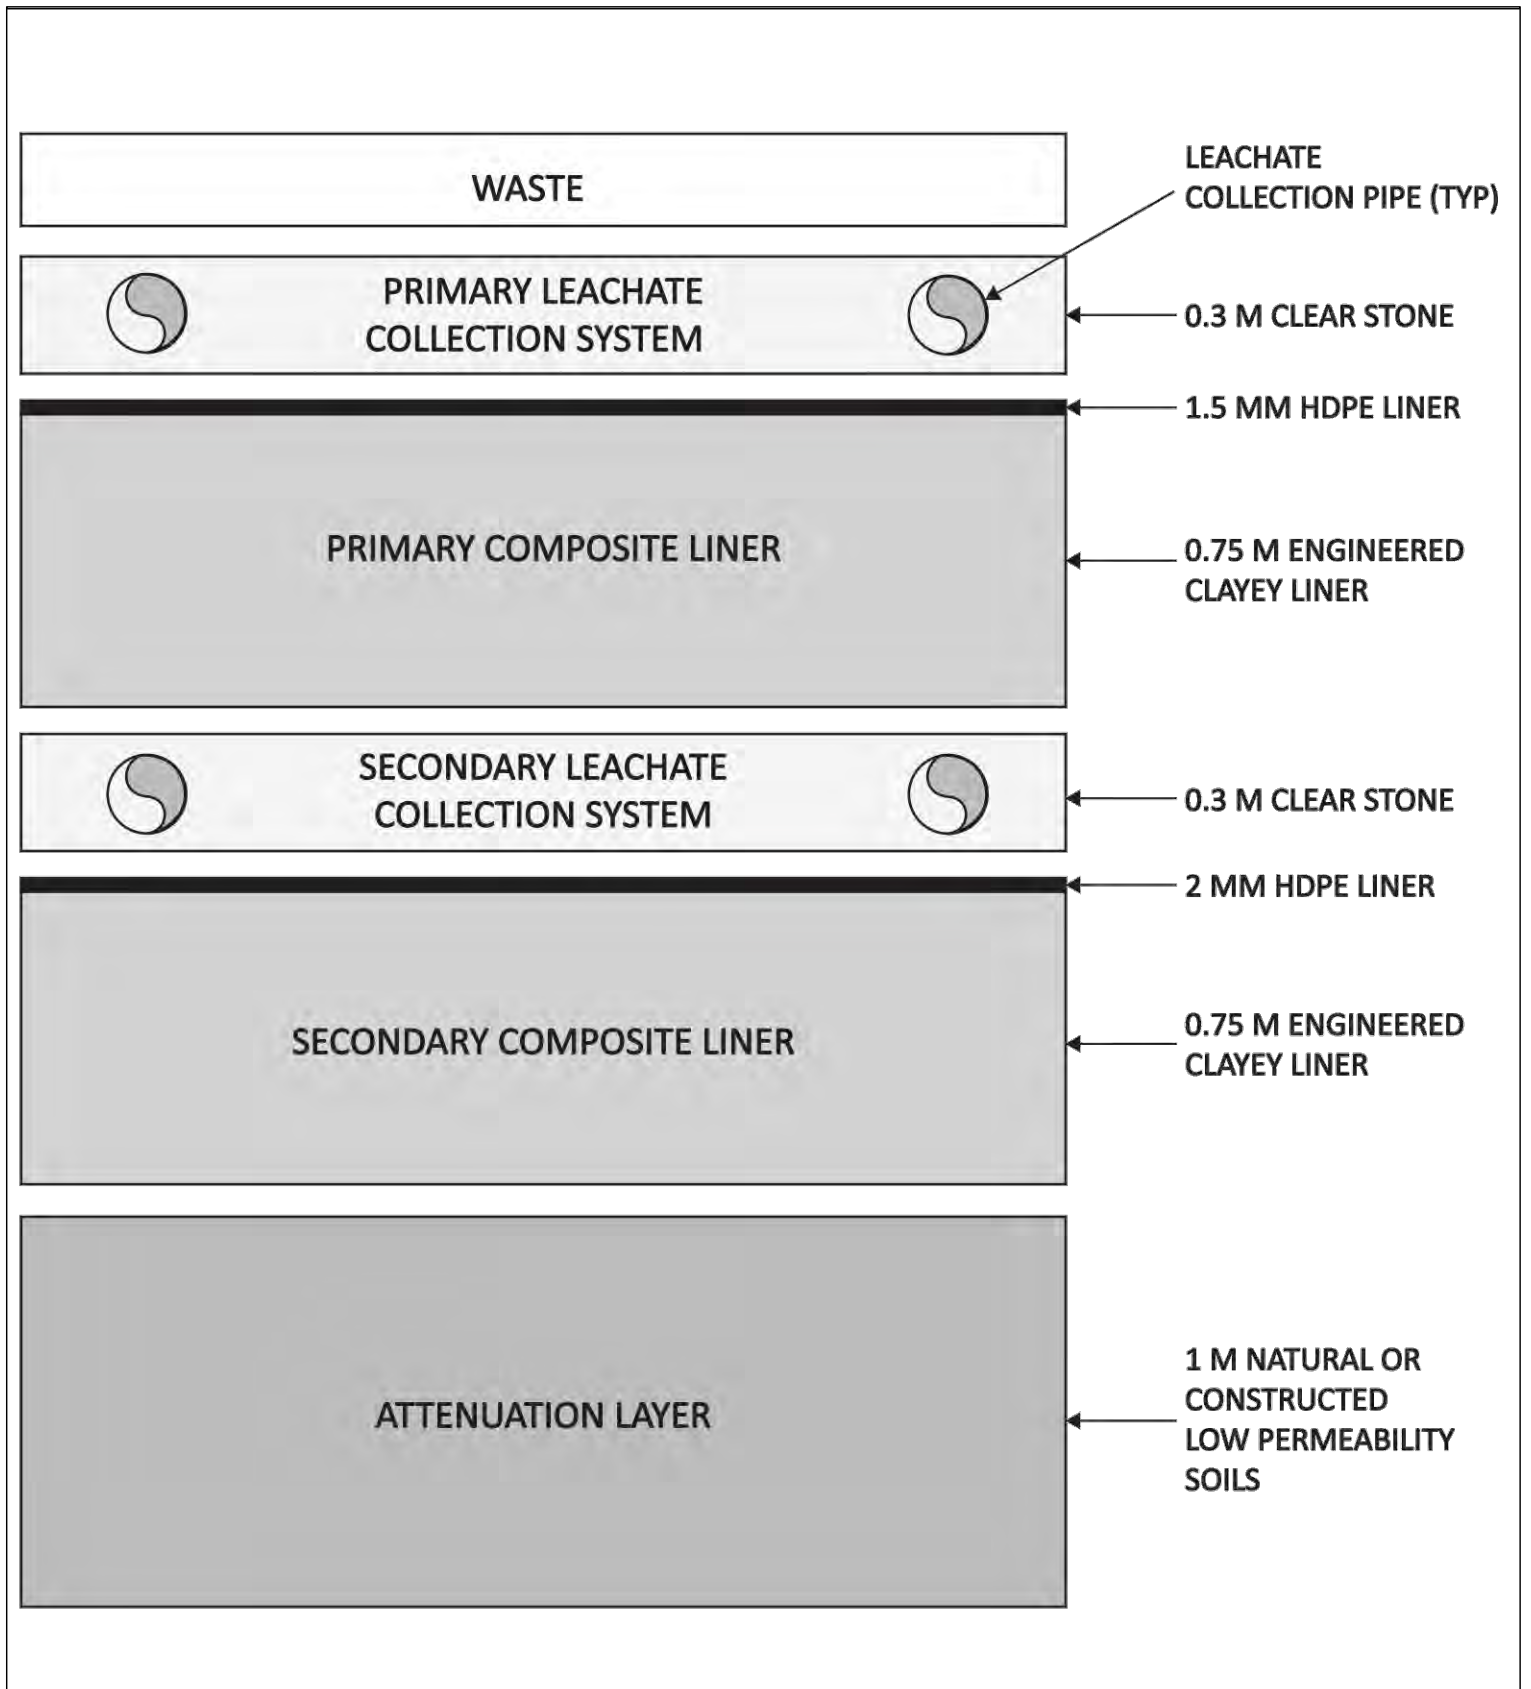 WASTE
LEACHATE
COLLECTION PIPE (TYP)
PRIMARY LEACHATE
COLLECTION SYSTEM
0.3 M CLEAR STONE
1.5 MM HDPE LINER
PRIMARY COMPOSITE LINER
0.75 M ENGINEERED
CLAYEY LINER
SECONDARY LEACHATE
COLLECTION SYSTEM
0.3 M CLEAR STONE
2 MM HDPE LINER
SECONDARY COMPOSITE LINER
0.75 M ENGINEERED
CLAYEY LINER
ATTENUATION LAYER
1 M NATURAL OR
CONSTRUCTED
LOW PERMEABILITY
SOILS